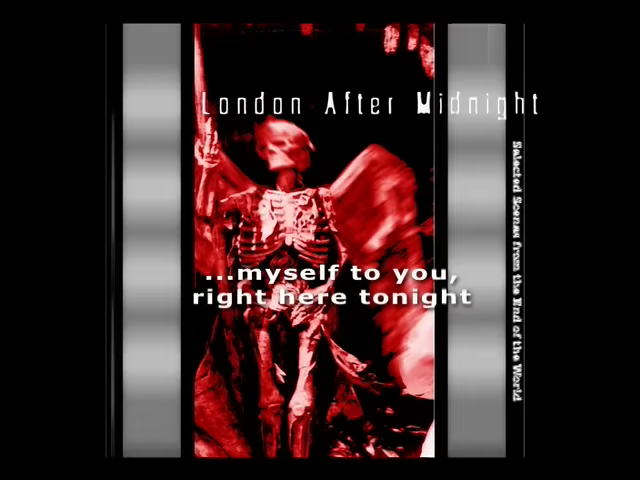 London After Midnight
Selected Scenes from the End of the World
...myself to you,
right here tonight